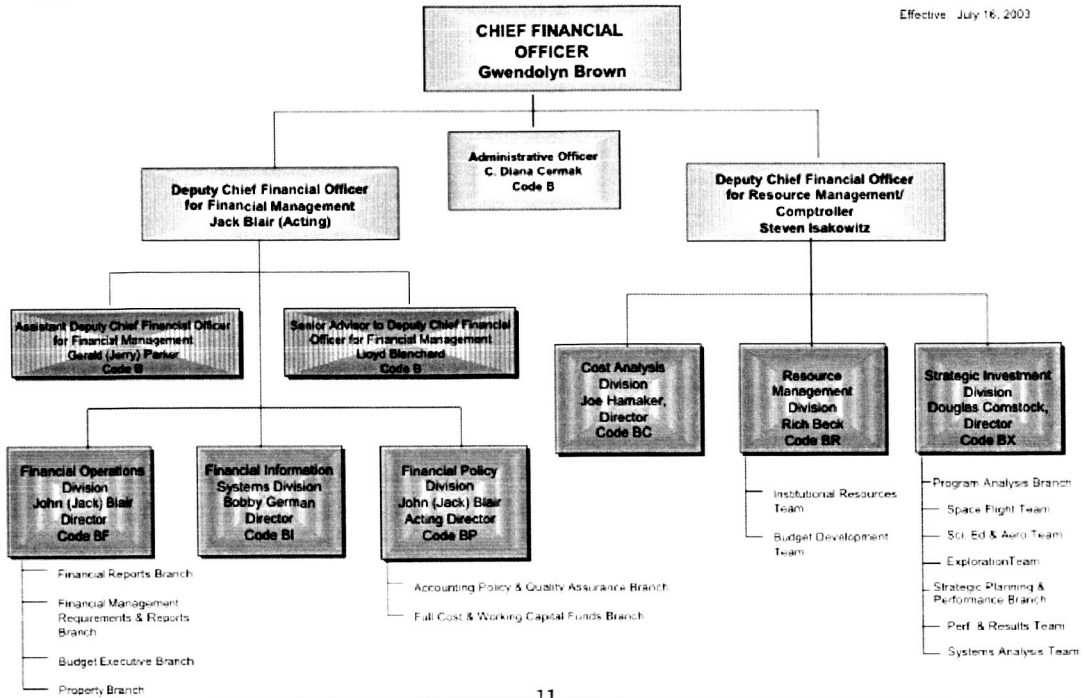 Effective: July 16, 2003
CHIEF FINANCIAL
OFFICER
Gwendolyn Brown
Administrative Officer
C. Diana Cermak
Code B
Deputy Chief Financial Officer
for Financial Management
Jack Blair (Acting)
Deputy Chief Financial Officer
for Resource Management/
Comptroller
Steven Isakowitz
Assistant Deputy Chief Financial Officer
for Financial Management
Gerald (Jerry) Parker
Code B
Senior Advisor to Deputy Chief Financial
Officer for Financial Management
Lloyd Blanchard
Code B
Cost Analysis
Division
Joe Hamaker,
Director
Code BC
Resource
Management
Division
Rich Beck
Code BR
Strategic Investment
Division
Douglas Comstock,
Director
Code BX
Financial Operations
Division
John (Jack) Blair
Director
Code BF
Financial Information
Systems Division
Bobby German
Director
Code BI
Financial Policy
Division
John (Jack) Blair
Acting Director
Code BP
Institutional Resources
Team
Budget Development
Team
Program Analysis Branch
Space Flight Team
Sci. Ed & Aero Team
ExplorationTeam
Strategic Planning &
Performance Branch
Perf. & Results Team
Systems Analysis Team
Financial Reports Branch
Financial Management
Requirements & Reports
Branch
Budget Executive Branch
Property Branch
Accounting Policy & Quality Assurance Branch
Full Cost & Working Capital Funds Branch
11